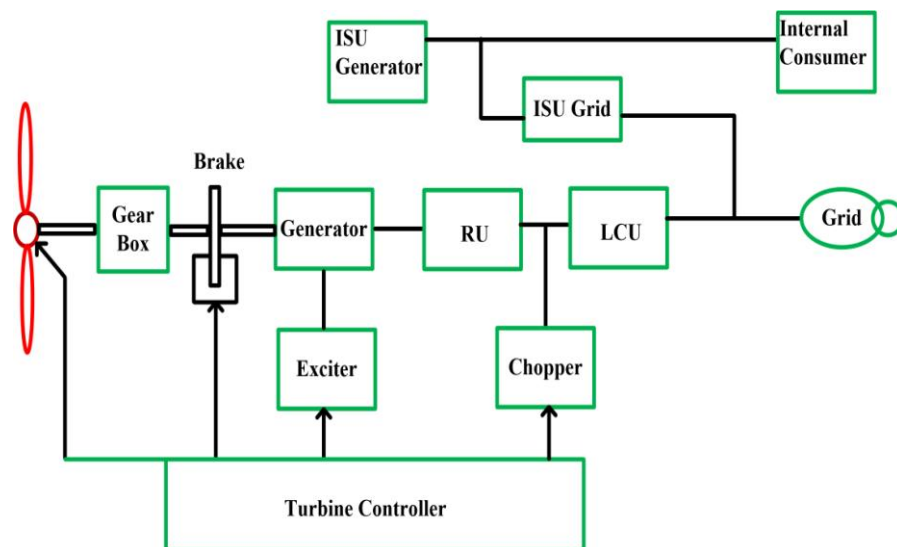 ISU
Generator
Internal
Consumer
ISU Grid
Brake
Gear
Box
Generator
RU
LCU
Grid
Exciter
Chopper
Turbine Controller